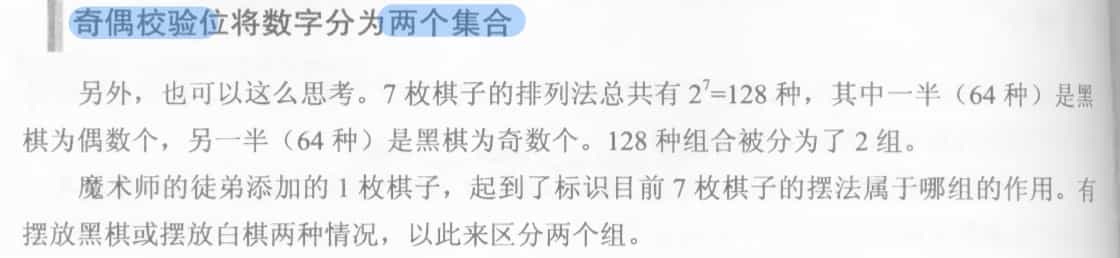 奇偶校验位将数字分为两个集合
另外，也可以这么思考。7 枚棋子的排列法总共有 2⁷=128 种，其中一半（64 种）是黑
棋为偶数个，另一半（64 种）是黑棋为奇数个。128 种组合被分为了 2 组。
魔术师的徒弟添加的 1 枚棋子，起到了标识目前 7 枚棋子的摆法属于哪组的作用。有
摆放黑棋或摆放白棋两种情况，以此来区分两个组。